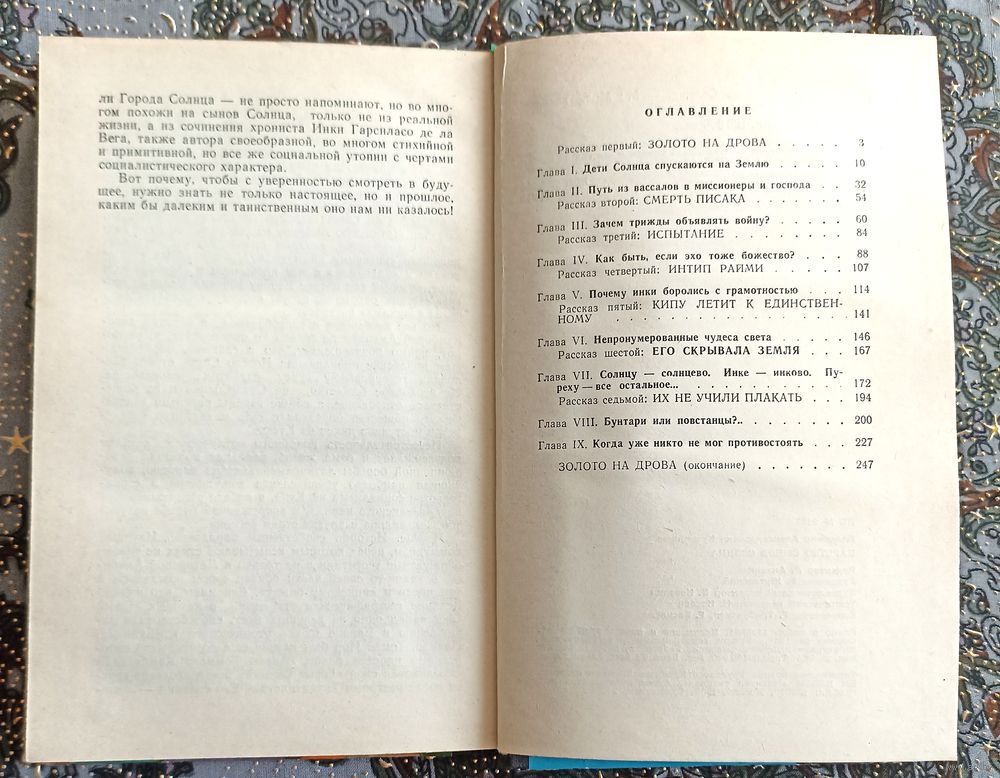 ли Города Солнца — не просто напоминают, но во мно-
гом похожи на сынов Солнца, только не из реальной
жизни, а из сочинения хрониста Инки Гарсиласо де ла
Вега, также автора своеобразной, во многом стихийной
и примитивной, но все же социальной утопии с чертами
социалистического характера.
Вот почему, чтобы с уверенностью смотреть в буду-
щее, нужно знать не только настоящее, но и прошлое,
каким бы далеким и таинственным оно нам ни казалось!
ОГЛАВЛЕНИЕ
Рассказ первый: ЗОЛОТО НА ДРОВА . . . . . 3
Глава I. Дети Солнца спускаются на Землю . . . . . 10
Глава II. Путь из вассалов в миссионеры и господа . . 32
Рассказ второй: СМЕРТЬ ПИСАКА . . . . . . . 54
Глава III. Зачем трижды объявлять войну? . . . . . 60
Рассказ третий: ИСПЫТАНИЕ . . . . . . . . 84
Глава IV. Как быть, если эхо тоже божество? . . . 88
Рассказ четвертый: ИНТИП РАЙМИ . . . . . 107
Глава V. Почему инки боролись с грамотностью . . . 114
Рассказ пятый: КИПУ ЛЕТИТ К ЕДИНСТВЕН-
НОМУ . . . . . . . . . . . . . 141
Глава VI. Непронумерованные чудеса света . . . . . 146
Рассказ шестой: ЕГО СКРЫВАЛА ЗЕМЛЯ . . . 167
Глава VII. Солнцу — солнцево. Инке — инково. Пу-
реху — все остальное... . . . . . . . . . . 172
Рассказ седьмой: ИХ НЕ УЧИЛИ ПЛАКАТЬ . . . 194
Глава VIII. Бунтари или повстанцы?.. . . . . . . . 200
Глава IX. Когда уже никто не мог противостоять . . . 227
ЗОЛОТО НА ДРОВА (окончание) . . . . . . . 247